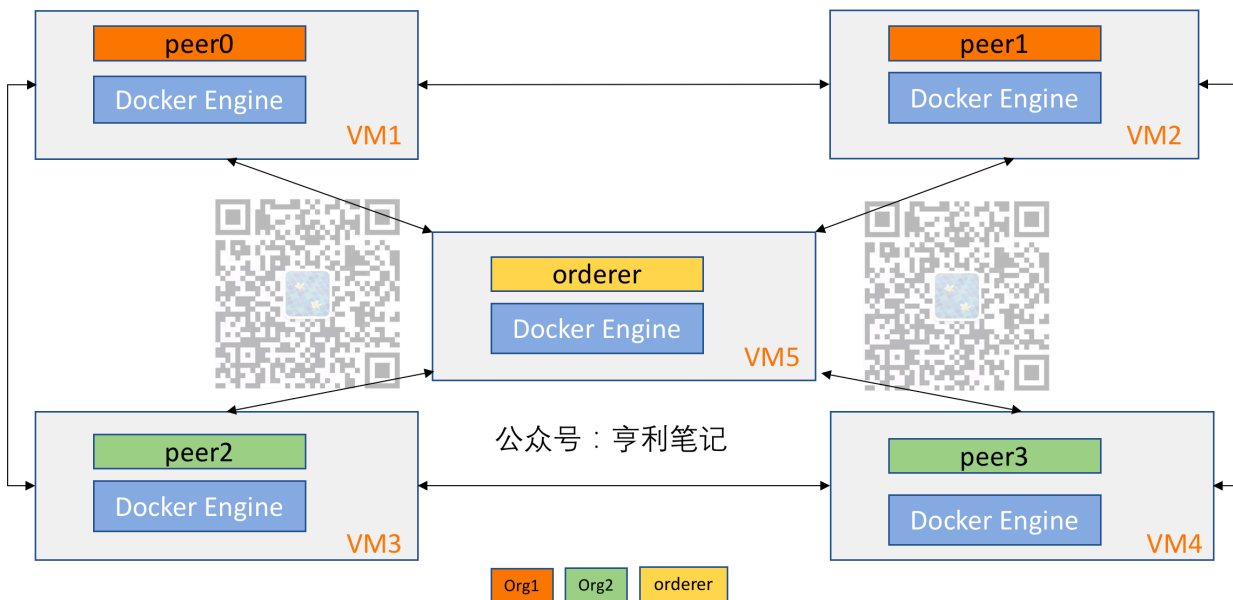 peer0
Docker Engine
VM1
peer1
Docker Engine
VM2
orderer
Docker Engine
VM5
peer2
Docker Engine
VM3
公众号：亨利笔记
peer3
Docker Engine
VM4
Org1
Org2
orderer